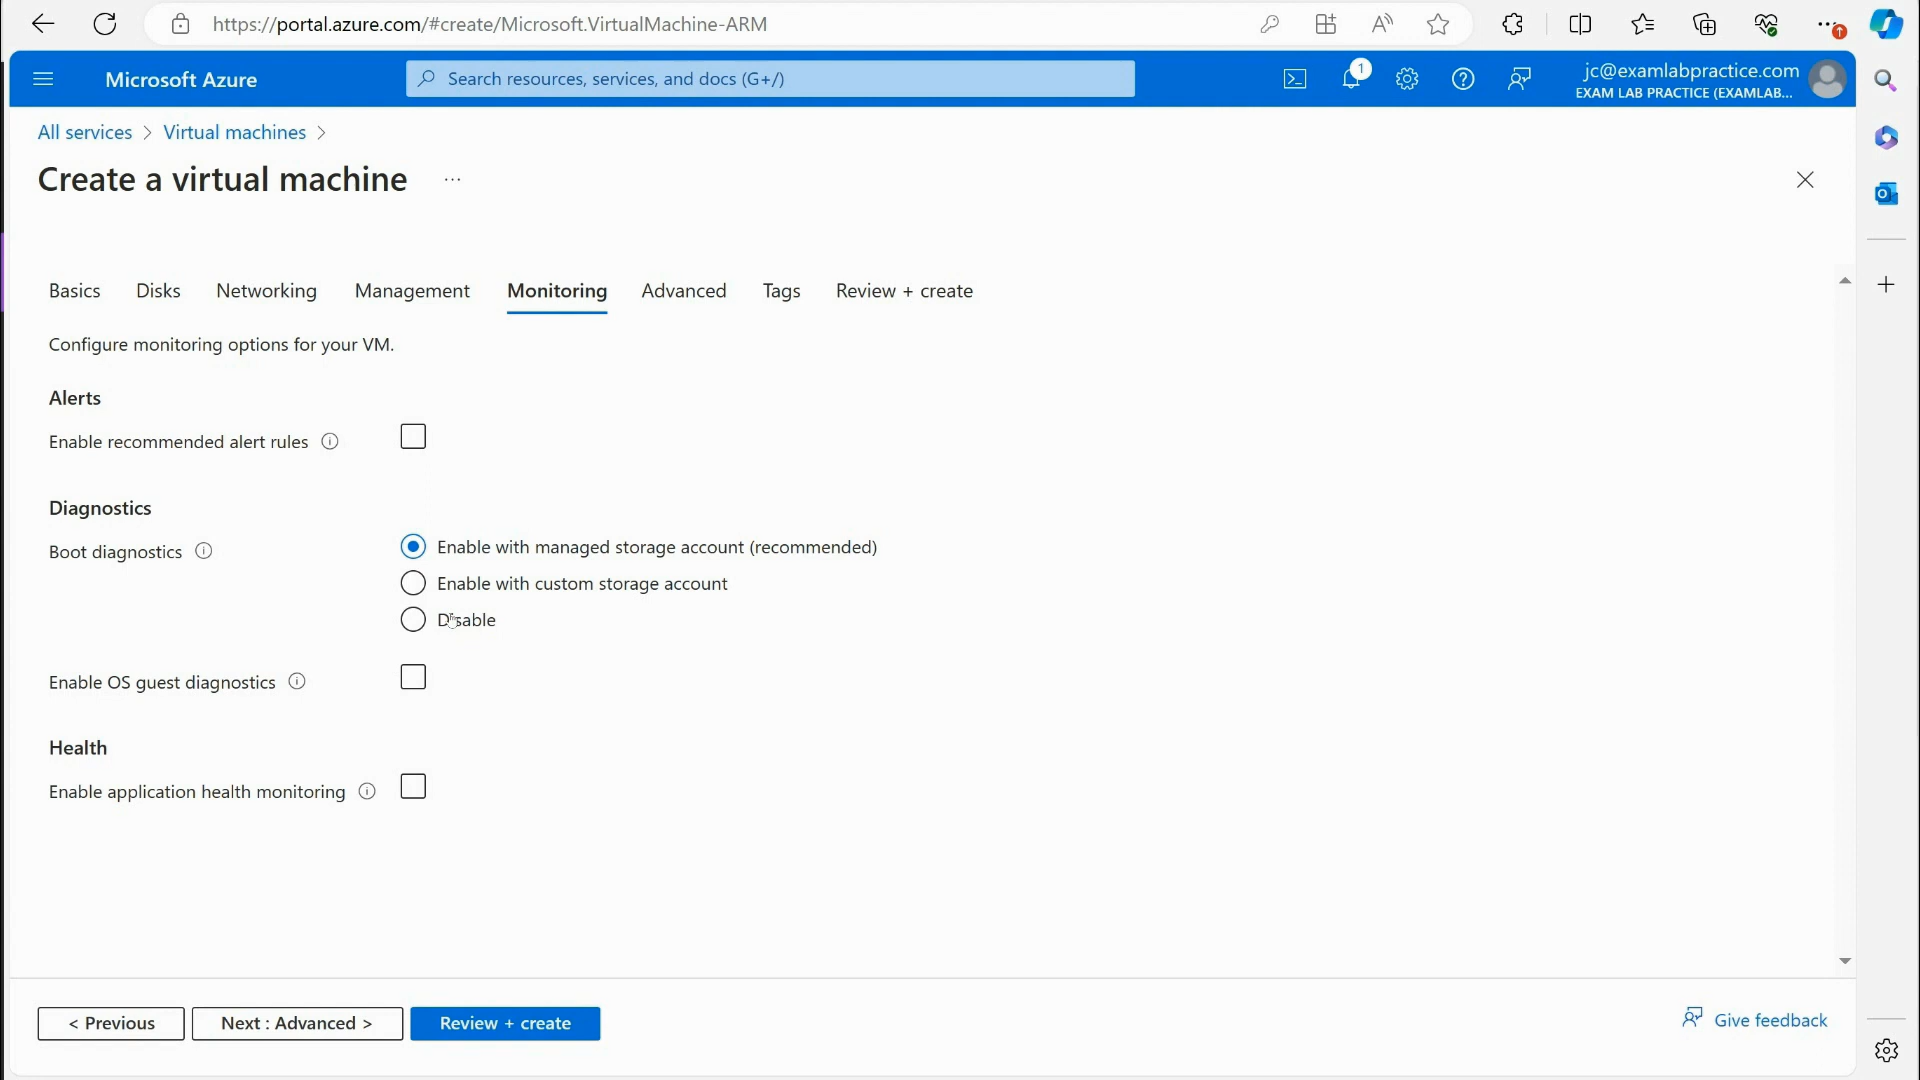 https://portal.azure.com/#create/Microsoft.VirtualMachine-ARM
Microsoft Azure
Search resources, services, and docs (G+/)
1
jc@examlabpractice.com
EXAM LAB PRACTICE (EXAMLAB...
All services > Virtual machines >
Create a virtual machine ...
Basics Disks Networking Management Monitoring Advanced Tags Review + create
Configure monitoring options for your VM.
Alerts
Enable recommended alert rules
Diagnostics
Boot diagnostics
Enable with managed storage account (recommended)
Enable with custom storage account
Disable
Enable OS guest diagnostics
Health
Enable application health monitoring
< Previous
Next : Advanced >
Review + create
Give feedback